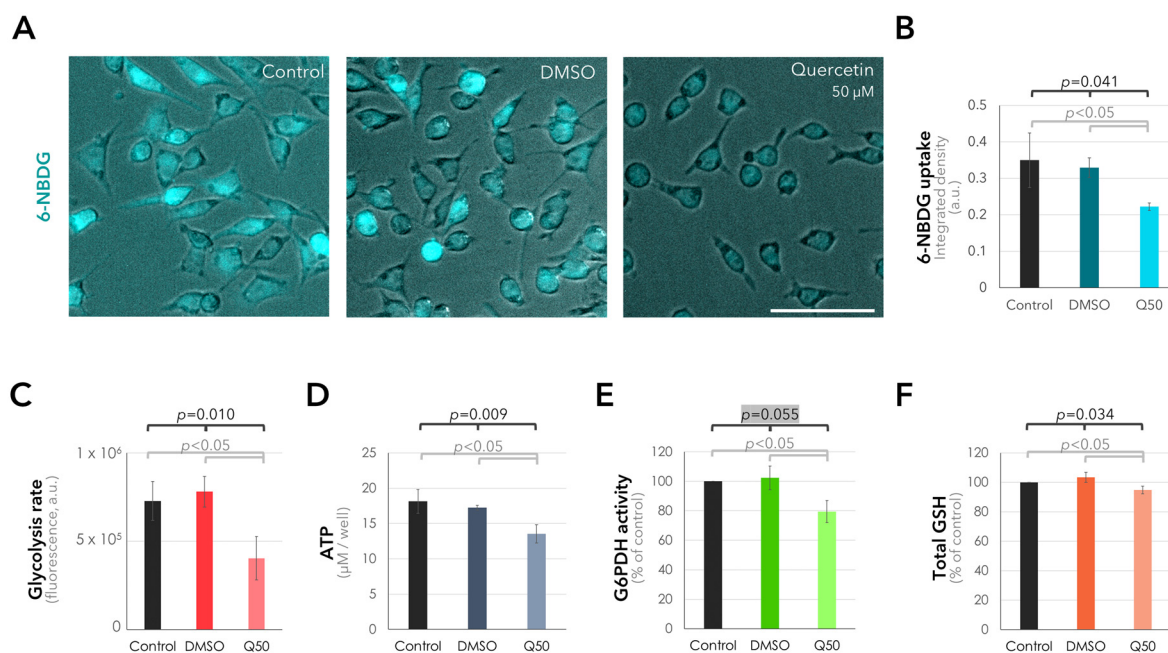 A
6-NBDG
Control
DMSO
Quercetin
50 µM
B
p=0.041
p<0.05
6-NBDG uptake
Integrated density
(a.u.)
0.5
0.4
0.3
0.2
0.1
0
Control DMSO Q50
C
p=0.010
p<0.05
Glycolysis rate
(fluorescence, a.u.)
1 x 10⁶
5 x 10⁵
0
Control DMSO Q50
D
p=0.009
p<0.05
ATP
(µM / well)
25
20
15
10
5
0
Control DMSO Q50
E
p=0.055
p<0.05
G6PDH activity
(% of control)
120
100
80
60
40
20
0
Control DMSO Q50
F
p=0.034
p<0.05
Total GSH
(% of control)
120
100
80
60
40
20
0
Control DMSO Q50